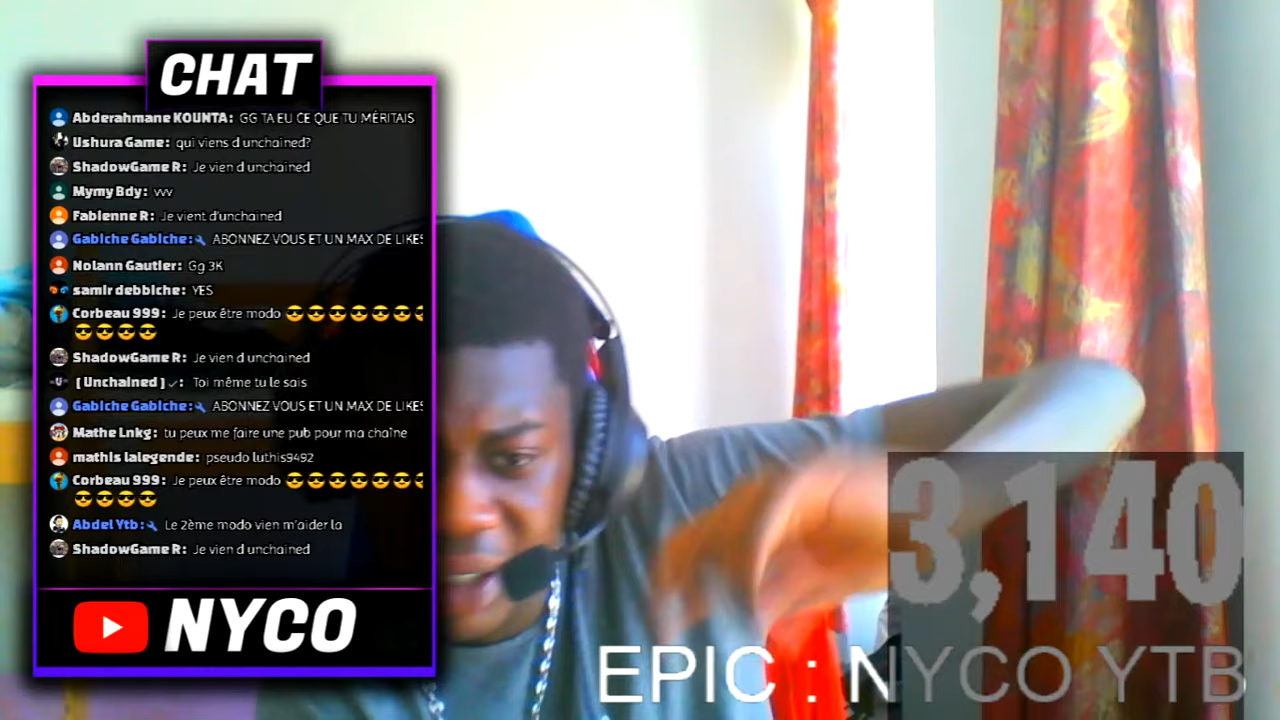 CHAT
Abderahmane KOUNTA: GG TA EU CE QUE TU MÉRITAIS
Ushura Game: qui viens d unchained?
ShadowGame R: Je vien d unchained
Mymy Bdy: vvv
Fabienne R: Je vient d'unchained
Gabiche Gabiche: ABONNEZ VOUS ET UN MAX DE LIKES
Nolann Gautier: Gg 3K
samir debbiche: YES
Corbeau 999: Je peux être modo 😎😎😎😎😎😎😎
😎😎😎😎
ShadowGame R: Je vien d unchained
[ Unchained ] ✓: Toi même tu le sais
Gabiche Gabiche: ABONNEZ VOUS ET UN MAX DE LIKES
Mathe Lnkg: tu peux me faire une pub pour ma chaîne
mathis lalegende: pseudo luthis9492
Corbeau 999: Je peux être modo 😎😎😎😎😎😎😎
😎😎😎😎
Abdel Ytb: Le 2ème modo vien m'aider la
ShadowGame R: Je vien d unchained
NYCO
3,140
EPIC : NYCO YTB